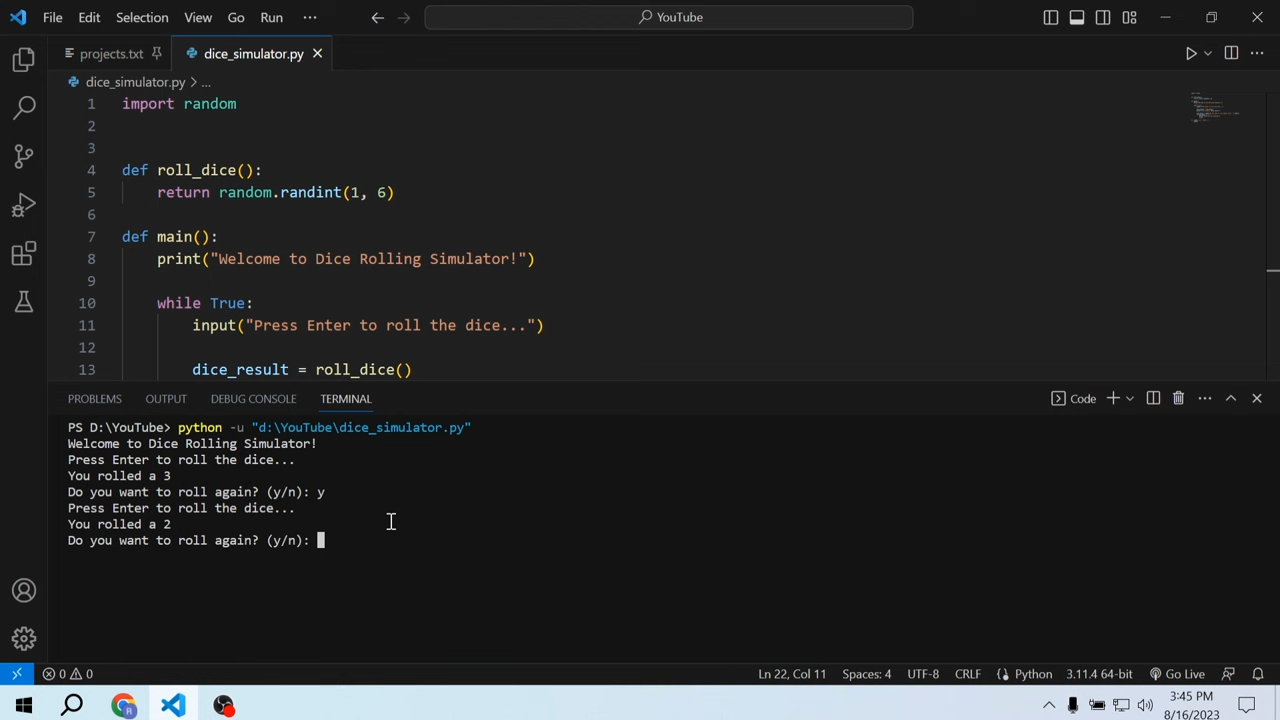 File Edit Selection View Go Run ··· YouTube
projects.txt dice_simulator.py
dice_simulator.py > ...
1 import random
2
3
4 def roll_dice():
5 return random.randint(1, 6)
6
7 def main():
8 print("Welcome to Dice Rolling Simulator!")
9
10 while True:
11 input("Press Enter to roll the dice...")
12
13 dice_result = roll_dice()
PROBLEMS OUTPUT DEBUG CONSOLE TERMINAL Code
PS D:\YouTube> python -u "d:\YouTube\dice_simulator.py"
Welcome to Dice Rolling Simulator!
Press Enter to roll the dice...
You rolled a 3
Do you want to roll again? (y/n): y
Press Enter to roll the dice...
You rolled a 2
Do you want to roll again? (y/n):
0 0 Ln 22, Col 11 Spaces: 4 UTF-8 CRLF Python 3.11.4 64-bit Go Live
3:45 PM
8/16/2023